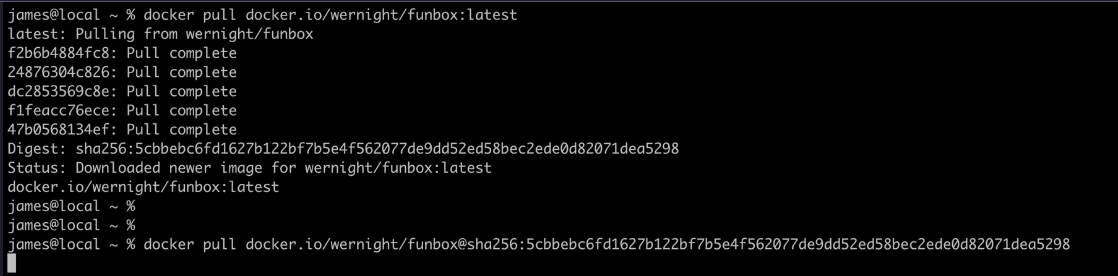 james@local ~ % docker pull docker.io/wernight/funbox:latest
latest: Pulling from wernight/funbox
f2b6b4884fc8: Pull complete
24876304c826: Pull complete
dc2853569c8e: Pull complete
f1feacc76ece: Pull complete
47b0568134ef: Pull complete
Digest: sha256:5cbbebc6fd1627b122bf7b5e4f562077de9dd52ed58bec2ede0d82071dea5298
Status: Downloaded newer image for wernight/funbox:latest
docker.io/wernight/funbox:latest
james@local ~ %
james@local ~ %
james@local ~ % docker pull docker.io/wernight/funbox@sha256:5cbbebc6fd1627b122bf7b5e4f562077de9dd52ed58bec2ede0d82071dea5298